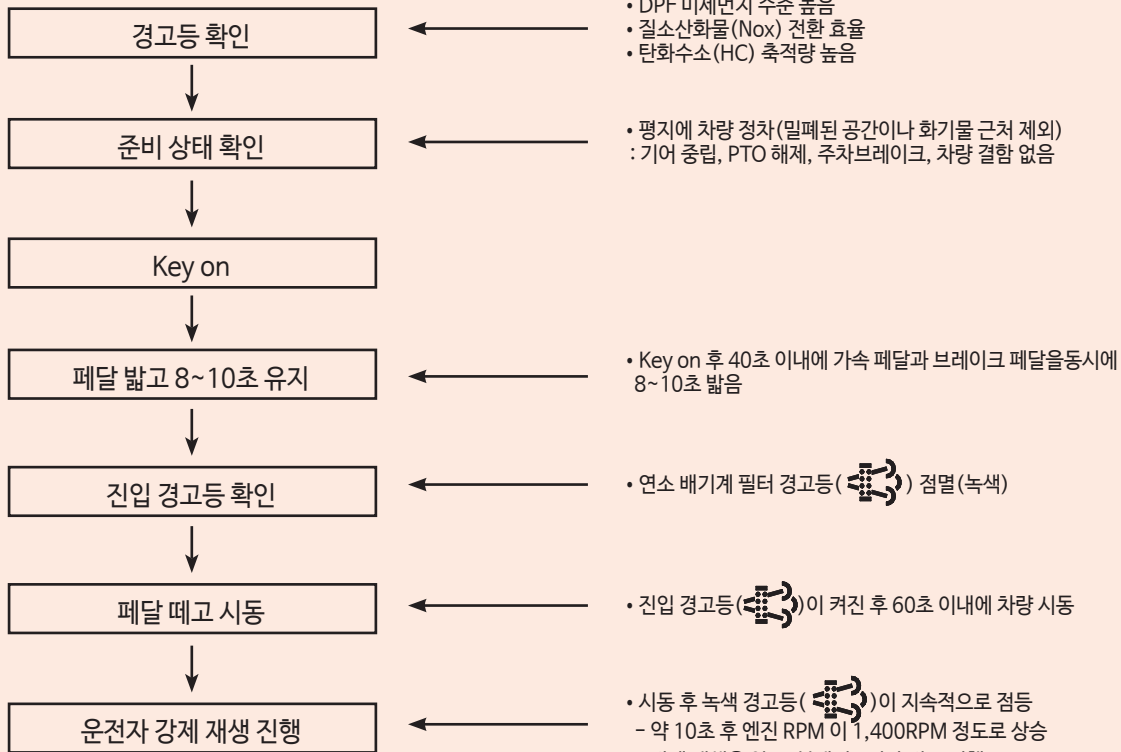 • DPF 미세먼지 수준 높음
경고등 확인
• 질소산화물(Nox) 전환 효율
• 탄화수소(HC) 축적량 높음
준비 상태 확인
• 평지에 차량 정차(밀폐된 공간이나 화기물 근처 제외)
: 기어 중립, PTO 해제, 주차브레이크, 차량 결함 없음
Key on
페달 밟고 8~10초 유지
• Key on 후 40초 이내에 가속 페달과 브레이크 페달을동시에
8~10초 밟음
진입 경고등 확인
• 연소 배기계 필터 경고등( ) 점멸(녹색)
페달 떼고 시동
• 진입 경고등( )이 켜진 후 60초 이내에 차량 시동
운전자 강제 재생 진행
• 시동 후 녹색 경고등( )이 지속적으로 점등
- 약 10초 후 엔진 RPM 이 1,400RPM 정도로 상승